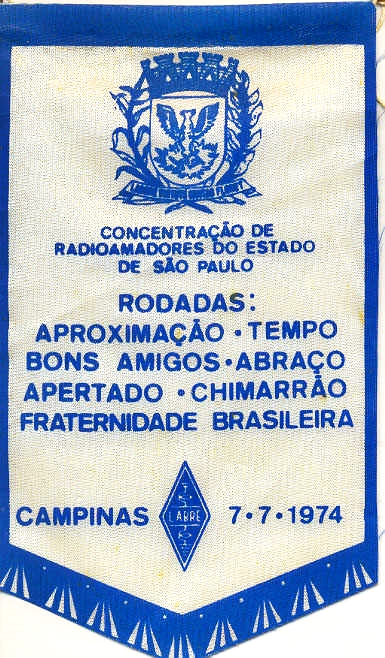 CONCENTRAÇÃO DE
RADIOAMADORES DO ESTADO
DE SÃO PAULO
RODADAS:
APROXIMAÇÃO • TEMPO
BONS AMIGOS • ABRAÇO
APERTADO • CHIMARRÃO
FRATERNIDADE BRASILEIRA
CAMPINAS LABRE 7•7•1974